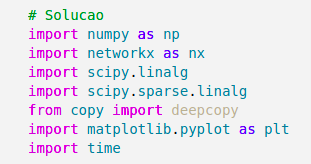 # Solucao
import numpy as np
import networkx as nx
import scipy.linalg
import scipy.sparse.linalg
from copy import deepcopy
import matplotlib.pyplot as plt
import time